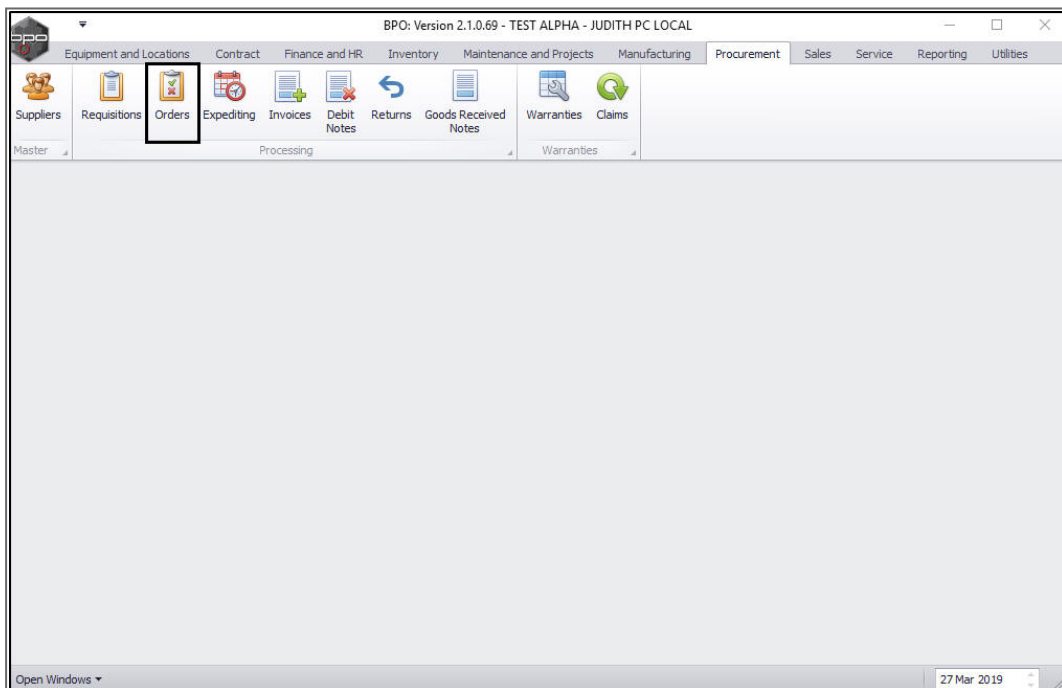 bpo
BPO: Version 2.1.0.69 - TEST ALPHA - JUDITH PC LOCAL
Equipment and Locations Contract Finance and HR Inventory Maintenance and Projects Manufacturing Procurement Sales Service Reporting Utilities
Suppliers Requisitions Orders Expediting Invoices Debit Notes Returns Goods Received Notes Warranties Claims
Master Processing Warranties
Open Windows 27 Mar 2019